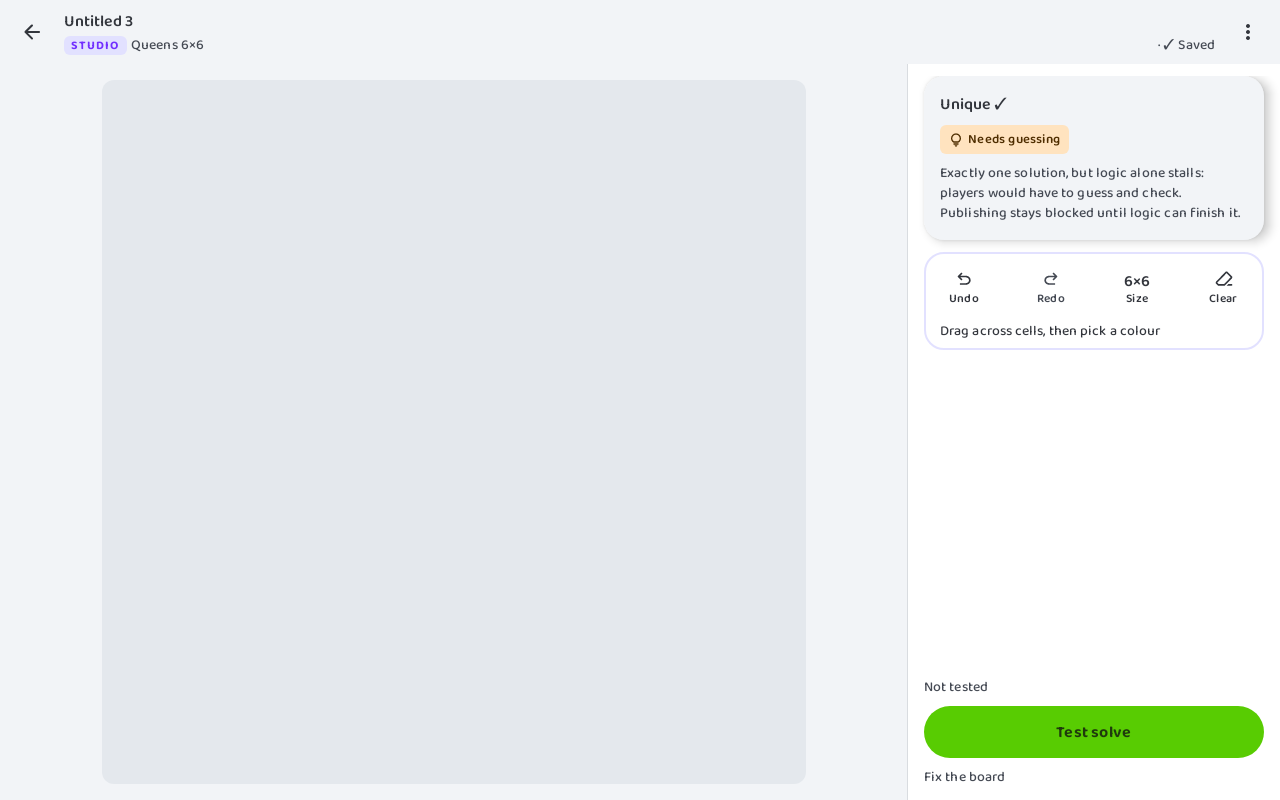 Untitled 3
STUDIO Queens 6×6
· ✓ Saved
Unique ✓
Needs guessing
Exactly one solution, but logic alone stalls:
players would have to guess and check.
Publishing stays blocked until logic can finish it.
Undo
Redo
6×6
Size
Clear
Drag across cells, then pick a colour
Not tested
Test solve
Fix the board